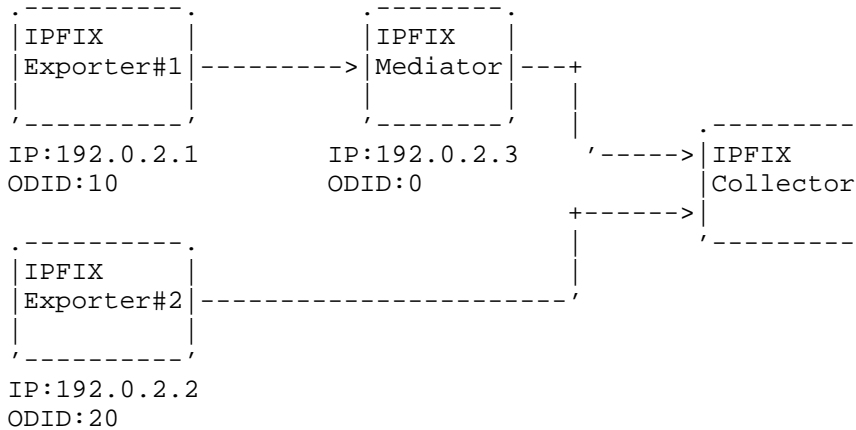 IPFIX
Exporter#1
IPFIX
Mediator
IP:192.0.2.1
ODID:10
IP:192.0.2.3
ODID:0
IPFIX
Collector
IPFIX
Exporter#2
IP:192.0.2.2
ODID:20